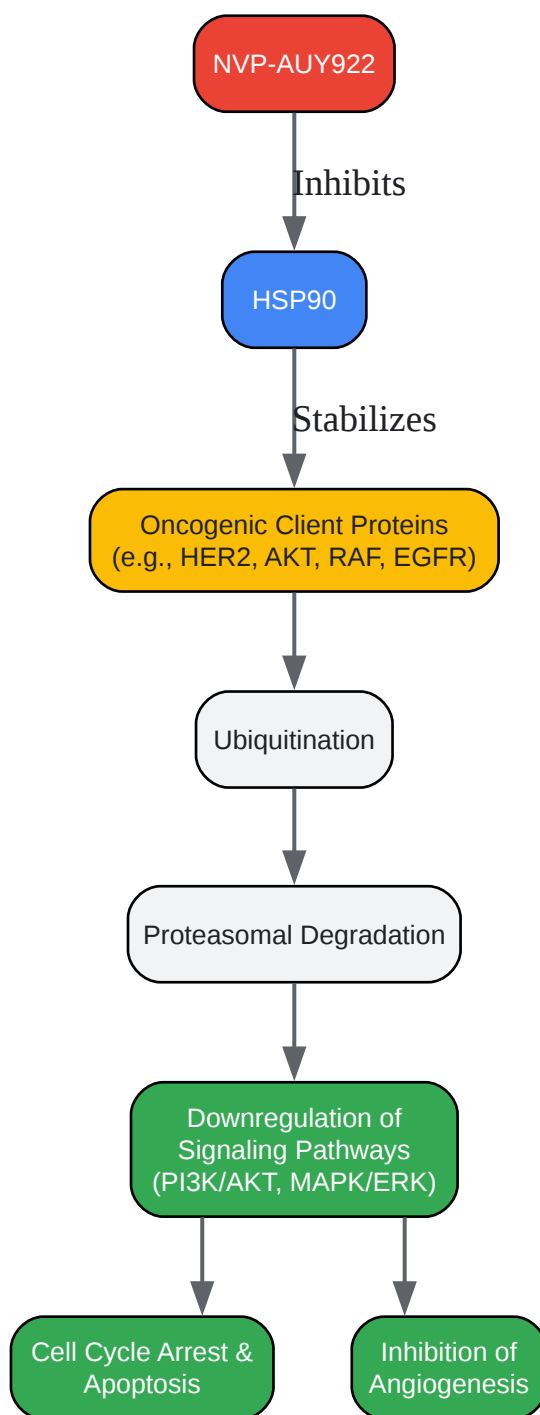 NVP-AUY922
Inhibits
HSP90
Stabilizes
Oncogenic Client Proteins
(e.g., HER2, AKT, RAF, EGFR)
Ubiquitination
Proteasomal Degradation
Downregulation of
Signaling Pathways
(PI3K/AKT, MAPK/ERK)
Cell Cycle Arrest &
Apoptosis
Inhibition of
Angiogenesis